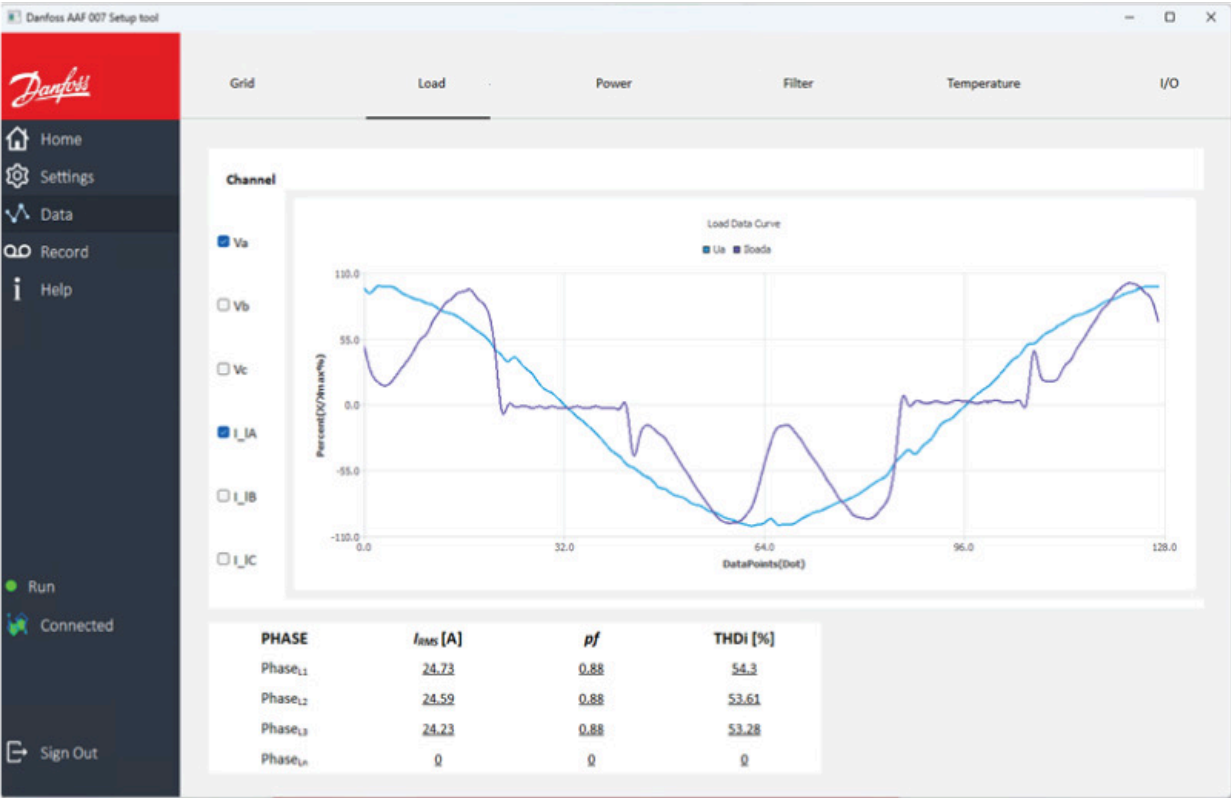 Danfoss AAF 007 Setup tool
Danfoss
Grid Load Power Filter Temperature I/O
Home
Settings
Data
Record
Help
Run
Connected
Sign Out
Channel
Va
Vb
Vc
I_IA
I_IB
I_IC
Load Data Curve
Ua Iloada
Percent(X/Xmax%)
110.0
55.0
0.0
-55.0
-110.0
0.0 32.0 64.0 96.0 128.0
DataPoints(Dot)
PHASE IRMS [A] pf THDi [%]
PhaseL1 24.73 0.88 54.3
PhaseL2 24.59 0.88 53.61
PhaseL3 24.23 0.88 53.28
PhaseLn 0 0 0